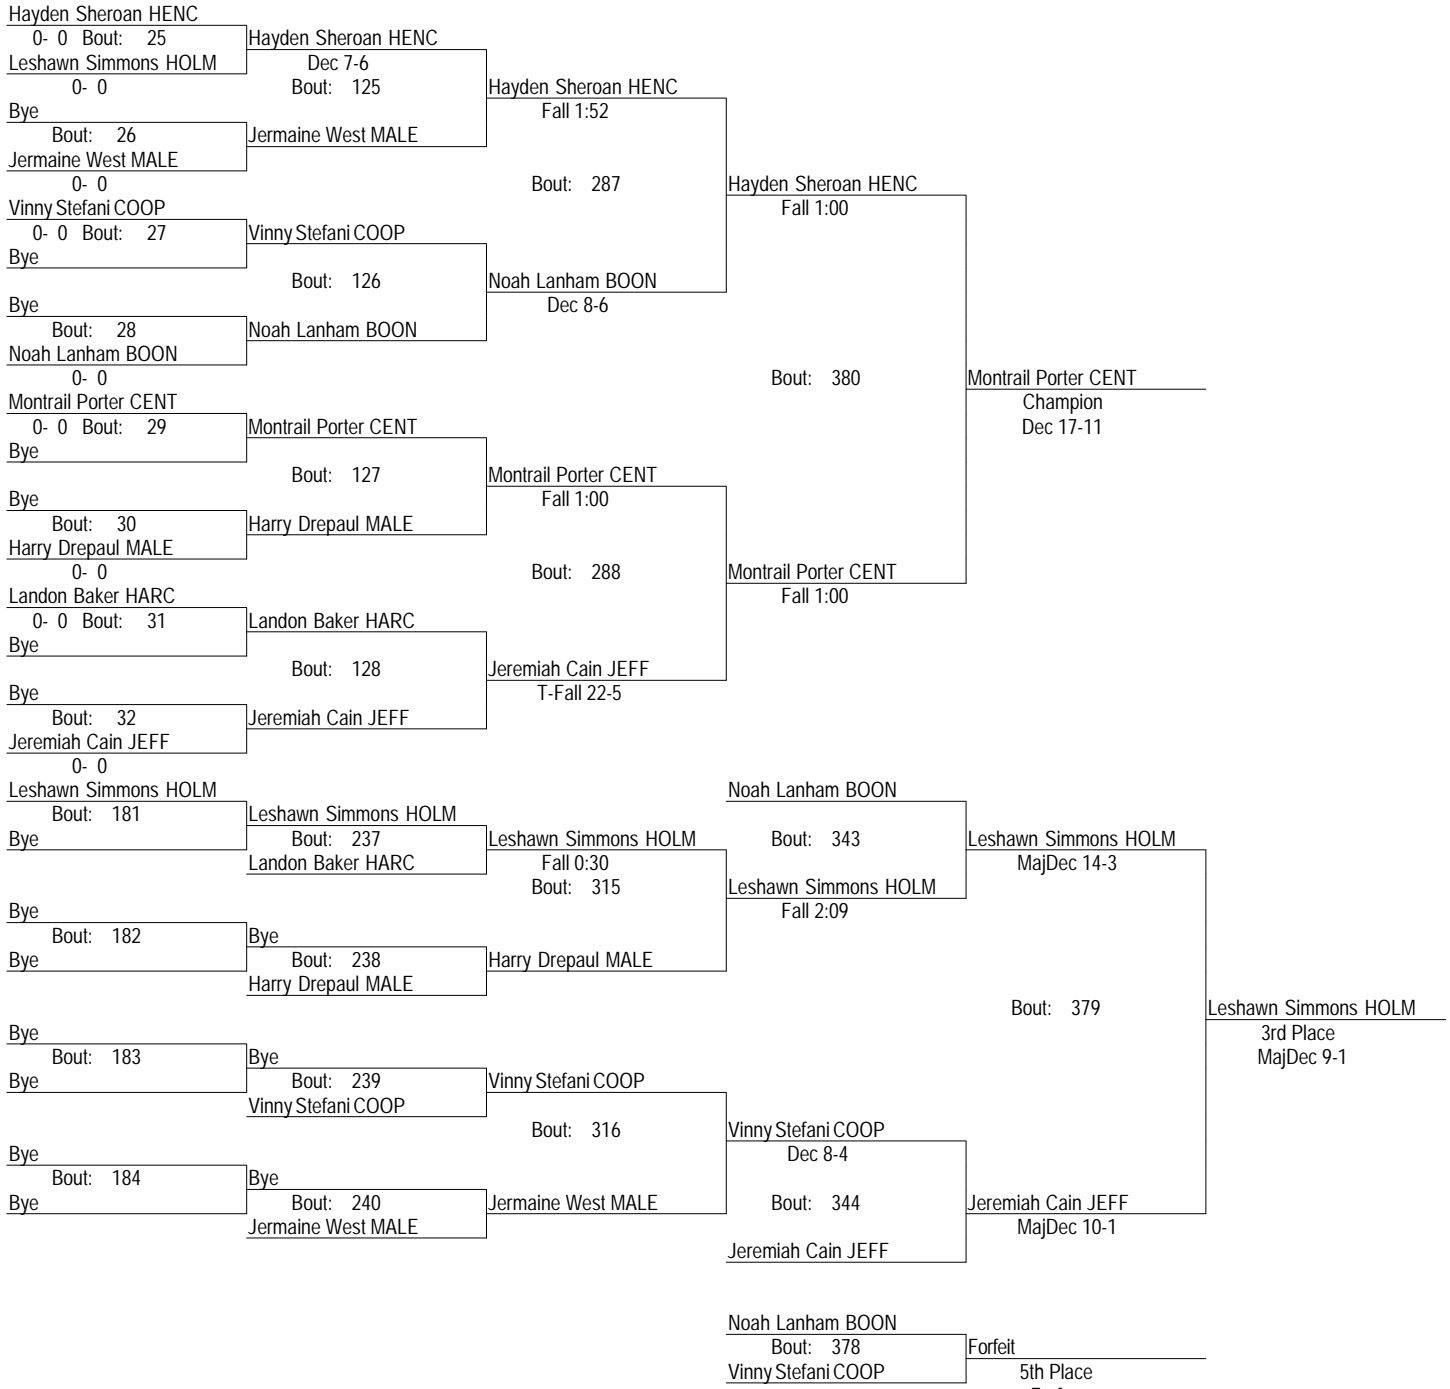 Hayden Sheroan HENC
0- 0 Bout: 25
Leshawn Simmons HOLM
0- 0
Bye
Bout: 26
Jermaine West MALE
0- 0
Vinny Stefani COOP
0- 0 Bout: 27
Bye
Bye
Bout: 28
Noah Lanham BOON
0- 0
Montrail Porter CENT
0- 0 Bout: 29
Bye
Bye
Bout: 30
Harry Drepaul MALE
0- 0
Landon Baker HARC
0- 0 Bout: 31
Bye
Bye
Bout: 32
Jeremiah Cain JEFF
0- 0
Hayden Sheroan HENC
Dec 7-6
Bout: 125
Jermaine West MALE
Vinny Stefani COOP
Bout: 126
Noah Lanham BOON
Montrail Porter CENT
Bout: 127
Harry Drepaul MALE
Landon Baker HARC
Bout: 128
Jeremiah Cain JEFF
Hayden Sheroan HENC
Fall 1:52
Bout: 287
Noah Lanham BOON
Dec 8-6
Montrail Porter CENT
Fall 1:00
Bout: 288
Jeremiah Cain JEFF
T-Fall 22-5
Hayden Sheroan HENC
Fall 1:00
Bout: 380
Montrail Porter CENT
Fall 1:00
Montrail Porter CENT
Champion
Dec 17-11
Leshawn Simmons HOLM
Bout: 181
Bye
Bye
Bout: 182
Bye
Bye
Bout: 183
Bye
Bye
Bout: 184
Bye
Leshawn Simmons HOLM
Bout: 237
Landon Baker HARC
Bye
Bout: 238
Harry Drepaul MALE
Bye
Bout: 239
Vinny Stefani COOP
Bye
Bout: 240
Jermaine West MALE
Leshawn Simmons HOLM
Fall 0:30
Bout: 315
Harry Drepaul MALE
Vinny Stefani COOP
Bout: 316
Jermaine West MALE
Noah Lanham BOON
Bout: 343
Leshawn Simmons HOLM
Fall 2:09
Vinny Stefani COOP
Dec 8-4
Bout: 344
Jeremiah Cain JEFF
Leshawn Simmons HOLM
MajDec 14-3
Bout: 379
Jeremiah Cain JEFF
MajDec 10-1
Leshawn Simmons HOLM
3rd Place
MajDec 9-1
Noah Lanham BOON
Bout: 378
Vinny Stefani COOP
Forfeit
5th Place